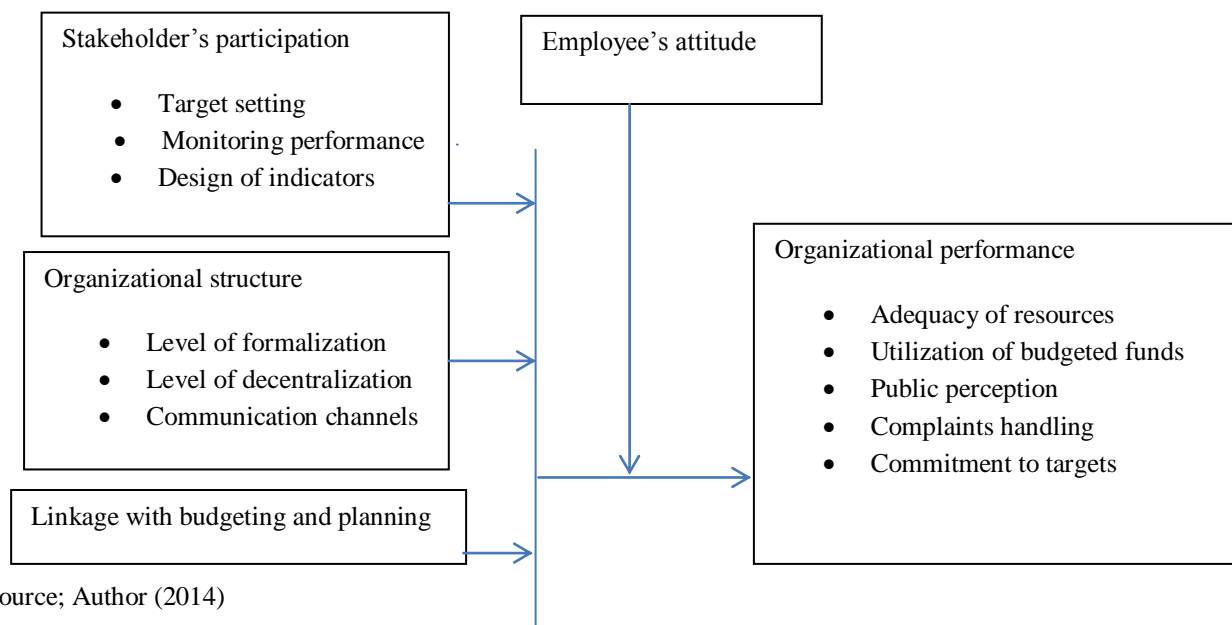 Stakeholder’s participation
• Target setting
• Monitoring performance
• Design of indicators
Employee’s attitude
Organizational structure
• Level of formalization
• Level of decentralization
• Communication channels
Linkage with budgeting and planning
Organizational performance
• Adequacy of resources
• Utilization of budgeted funds
• Public perception
• Complaints handling
• Commitment to targets
ource; Author (2014)